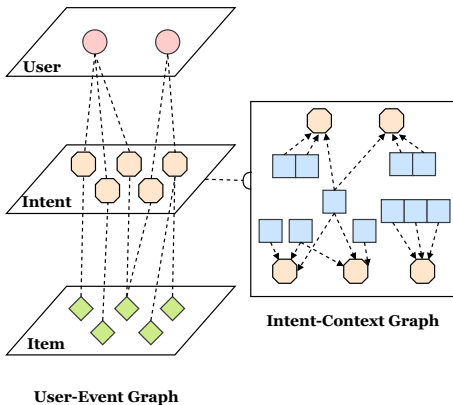 User
Intent
Item
Intent-Context Graph
User-Event Graph